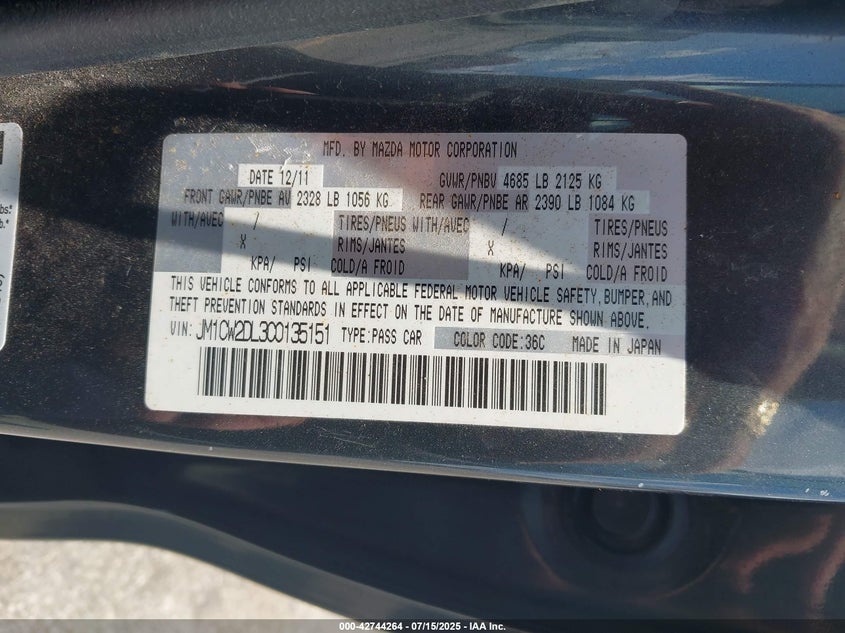 MFD. BY MAZDA MOTOR CORPORATION
DATE 12/11 GVWR/PNBV 4685 LB 2125 KG
FRONT GAWR/PNBE AV 2328 LB 1056 KG REAR GAWR/PNBE AR 2390 LB 1084 KG
WITH/AVEC / TIRES/PNEUS WITH/AVEC / TIRES/PNEUS
X RIMS/JANTES X RIMS/JANTES
KPA/ PSI COLD/A FROID KPA/ PSI COLD/A FROID
THIS VEHICLE CONFORMS TO ALL APPLICABLE FEDERAL MOTOR VEHICLE SAFETY, BUMPER, AND
THEFT PREVENTION STANDARDS IN EFFECT ON THE DATE OF MANUFACTURE SHOWN ABOVE.
VIN: JM1CW2DL3C0135151 TYPE:PASS CAR COLOR CODE:36C MADE IN JAPAN
000-42744264 - 07/15/2025 - IAA Inc.